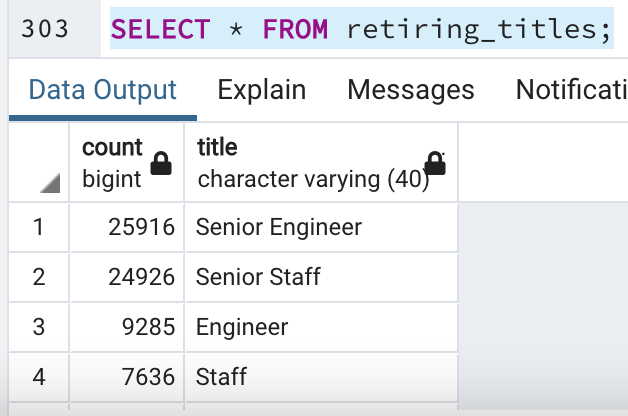 303 SELECT * FROM retiring_titles;
Data Output Explain Messages Notificati
count title
bigint character varying (40)
1 25916 Senior Engineer
2 24926 Senior Staff
3 9285 Engineer
4 7636 Staff